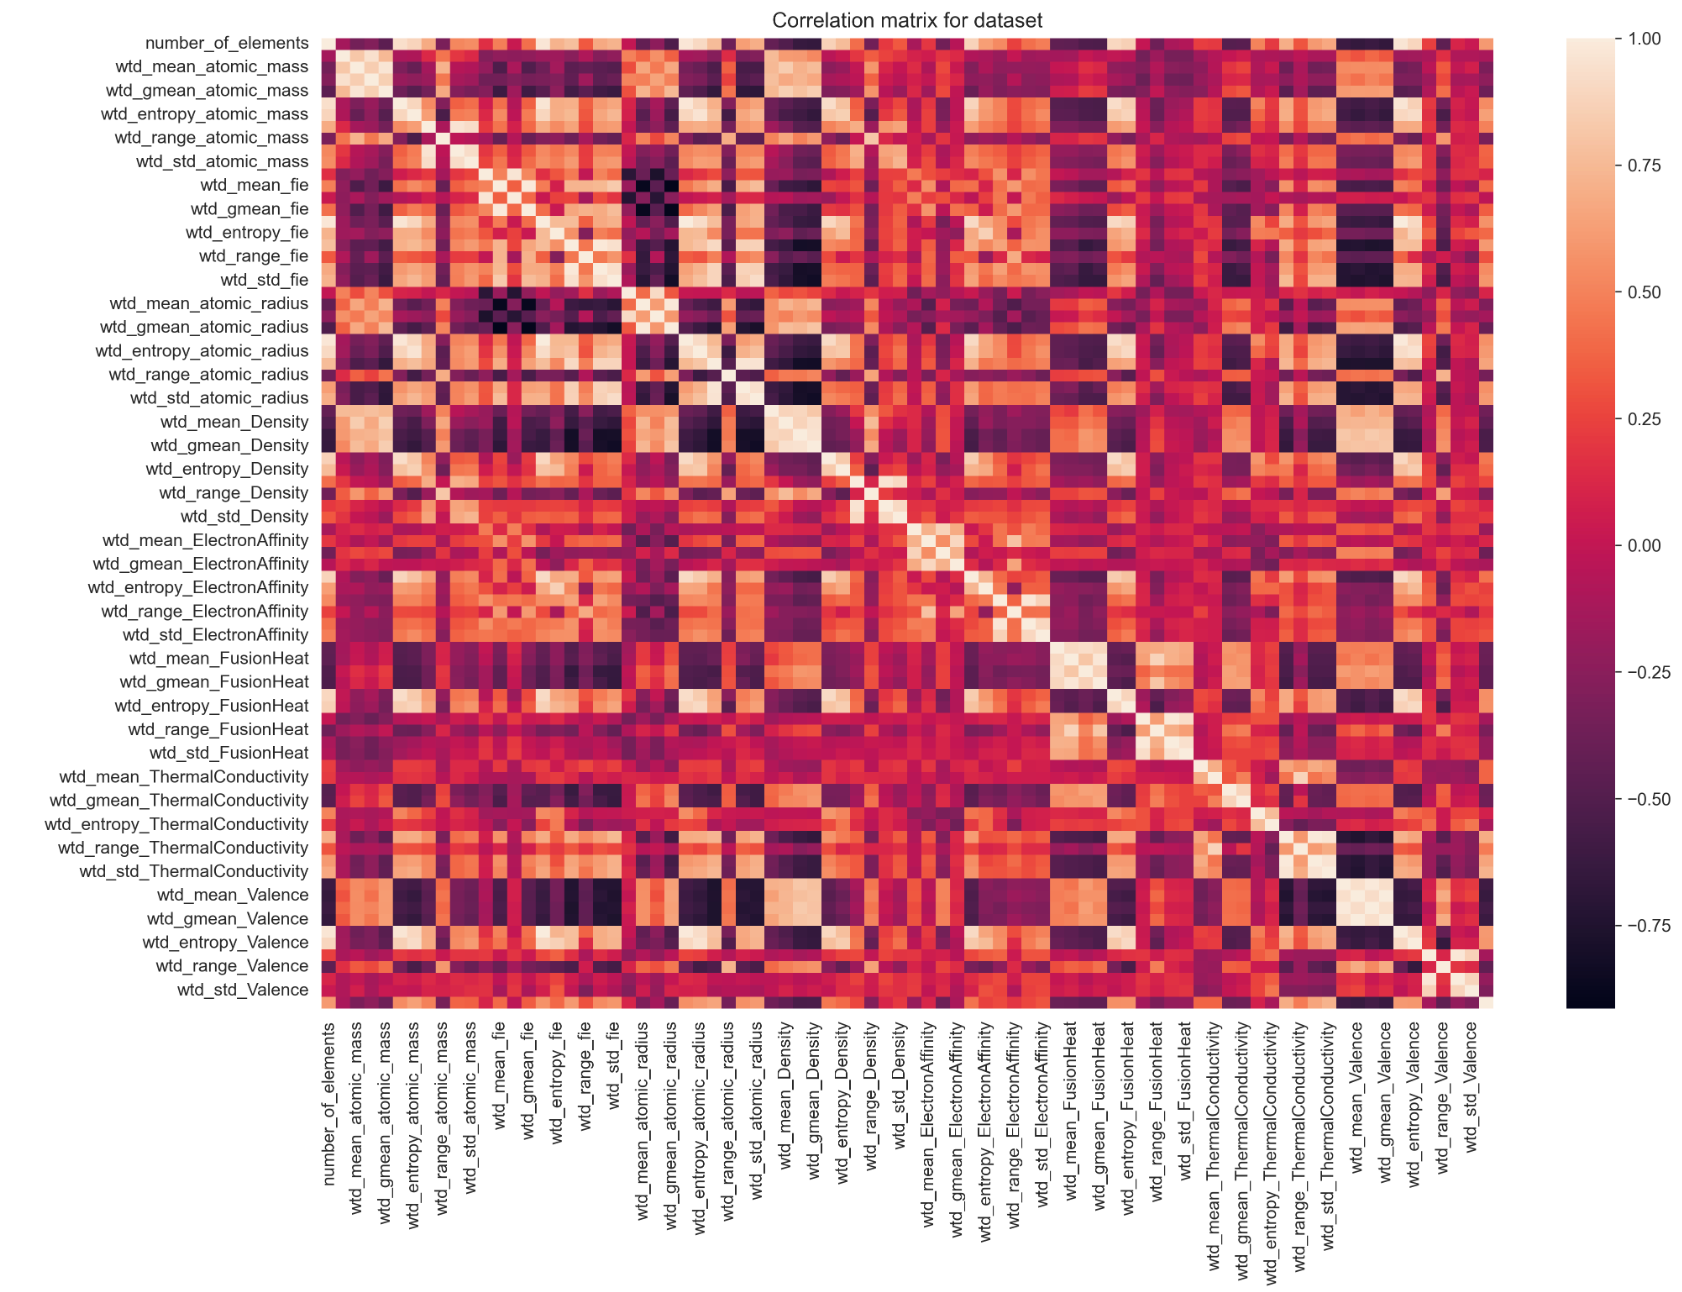 Correlation matrix for dataset
number_of_elements
wtd_mean_atomic_mass
wtd_gmean_atomic_mass
wtd_entropy_atomic_mass
wtd_range_atomic_mass
wtd_std_atomic_mass
wtd_mean_fie
wtd_gmean_fie
wtd_entropy_fie
wtd_range_fie
wtd_std_fie
wtd_mean_atomic_radius
wtd_gmean_atomic_radius
wtd_entropy_atomic_radius
wtd_range_atomic_radius
wtd_std_atomic_radius
wtd_mean_Density
wtd_gmean_Density
wtd_entropy_Density
wtd_range_Density
wtd_std_Density
wtd_mean_ElectronAffinity
wtd_gmean_ElectronAffinity
wtd_entropy_ElectronAffinity
wtd_range_ElectronAffinity
wtd_std_ElectronAffinity
wtd_mean_FusionHeat
wtd_gmean_FusionHeat
wtd_entropy_FusionHeat
wtd_range_FusionHeat
wtd_std_FusionHeat
wtd_mean_ThermalConductivity
wtd_gmean_ThermalConductivity
wtd_entropy_ThermalConductivity
wtd_range_ThermalConductivity
wtd_std_ThermalConductivity
wtd_mean_Valence
wtd_gmean_Valence
wtd_entropy_Valence
wtd_range_Valence
wtd_std_Valence
number_of_elements
wtd_mean_atomic_mass
wtd_gmean_atomic_mass
wtd_entropy_atomic_mass
wtd_range_atomic_mass
wtd_std_atomic_mass
wtd_mean_fie
wtd_gmean_fie
wtd_entropy_fie
wtd_range_fie
wtd_std_fie
wtd_mean_atomic_radius
wtd_gmean_atomic_radius
wtd_entropy_atomic_radius
wtd_range_atomic_radius
wtd_std_atomic_radius
wtd_mean_Density
wtd_gmean_Density
wtd_entropy_Density
wtd_range_Density
wtd_std_Density
wtd_mean_ElectronAffinity
wtd_gmean_ElectronAffinity
wtd_entropy_ElectronAffinity
wtd_range_ElectronAffinity
wtd_std_ElectronAffinity
wtd_mean_FusionHeat
wtd_gmean_FusionHeat
wtd_entropy_FusionHeat
wtd_range_FusionHeat
wtd_std_FusionHeat
wtd_mean_ThermalConductivity
wtd_gmean_ThermalConductivity
wtd_entropy_ThermalConductivity
wtd_range_ThermalConductivity
wtd_std_ThermalConductivity
wtd_mean_Valence
wtd_gmean_Valence
wtd_entropy_Valence
wtd_range_Valence
wtd_std_Valence
1.00
0.75
0.50
0.25
0.00
−0.25
−0.50
−0.75